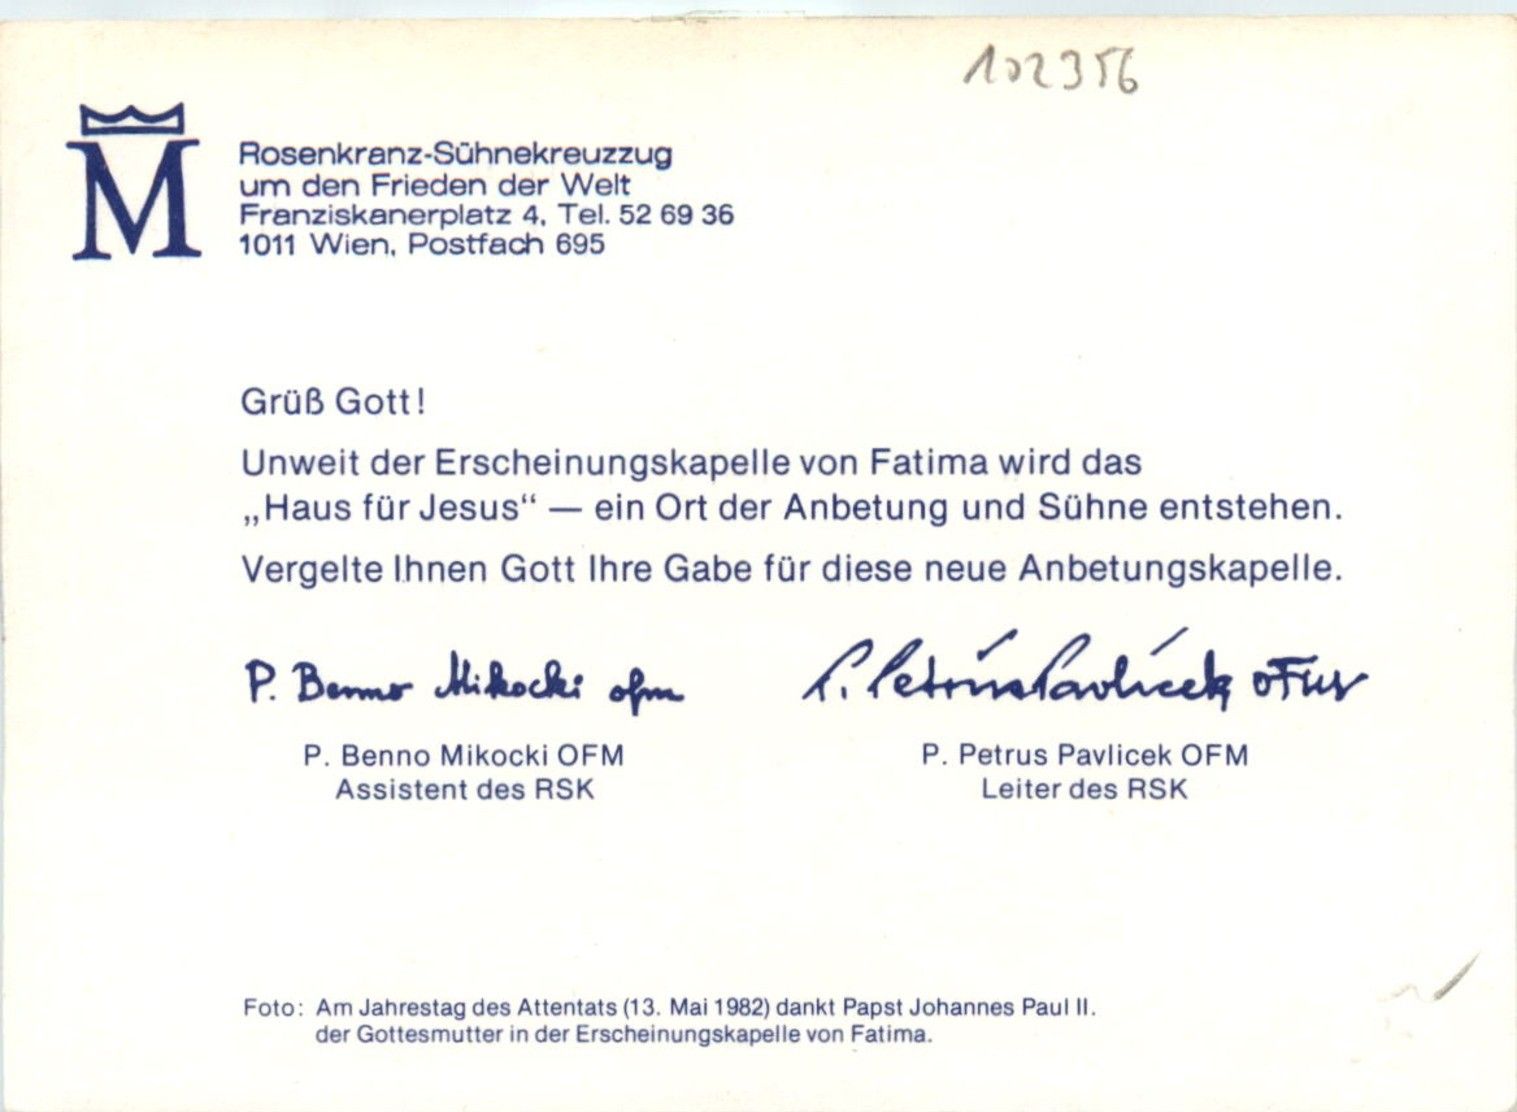 102356
M
Rosenkranz-Sühnekreuzzug
um den Frieden der Welt
Franziskanerplatz 4, Tel. 52 69 36
1011 Wien, Postfach 695
Grüß Gott!
Unweit der Erscheinungskapelle von Fatima wird das
„Haus für Jesus“ — ein Ort der Anbetung und Sühne entstehen.
Vergelte Ihnen Gott Ihre Gabe für diese neue Anbetungskapelle.
P. Benno Mikocki ofm
P. Petrus Pavlicek OFM
P. Benno Mikocki OFM
Assistent des RSK
P. Petrus Pavlicek OFM
Leiter des RSK
Foto: Am Jahrestag des Attentats (13. Mai 1982) dankt Papst Johannes Paul II.
der Gottesmutter in der Erscheinungskapelle von Fatima.